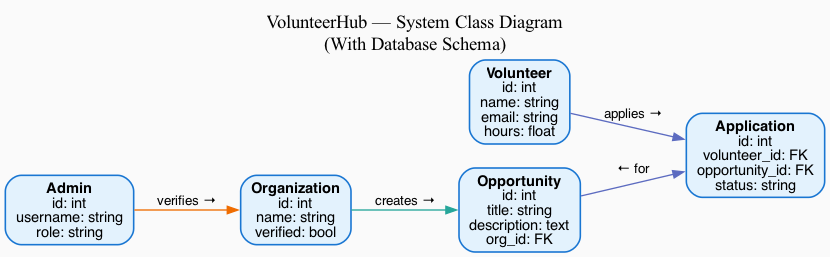 VolunteerHub — System Class Diagram
(With Database Schema)
Volunteer
id: int
name: string
email: string
hours: float
applies →
Application
id: int
volunteer_id: FK
opportunity_id: FK
status: string
← for
Admin
id: int
username: string
role: string
verifies →
Organization
id: int
name: string
verified: bool
creates →
Opportunity
id: int
title: string
description: text
org_id: FK